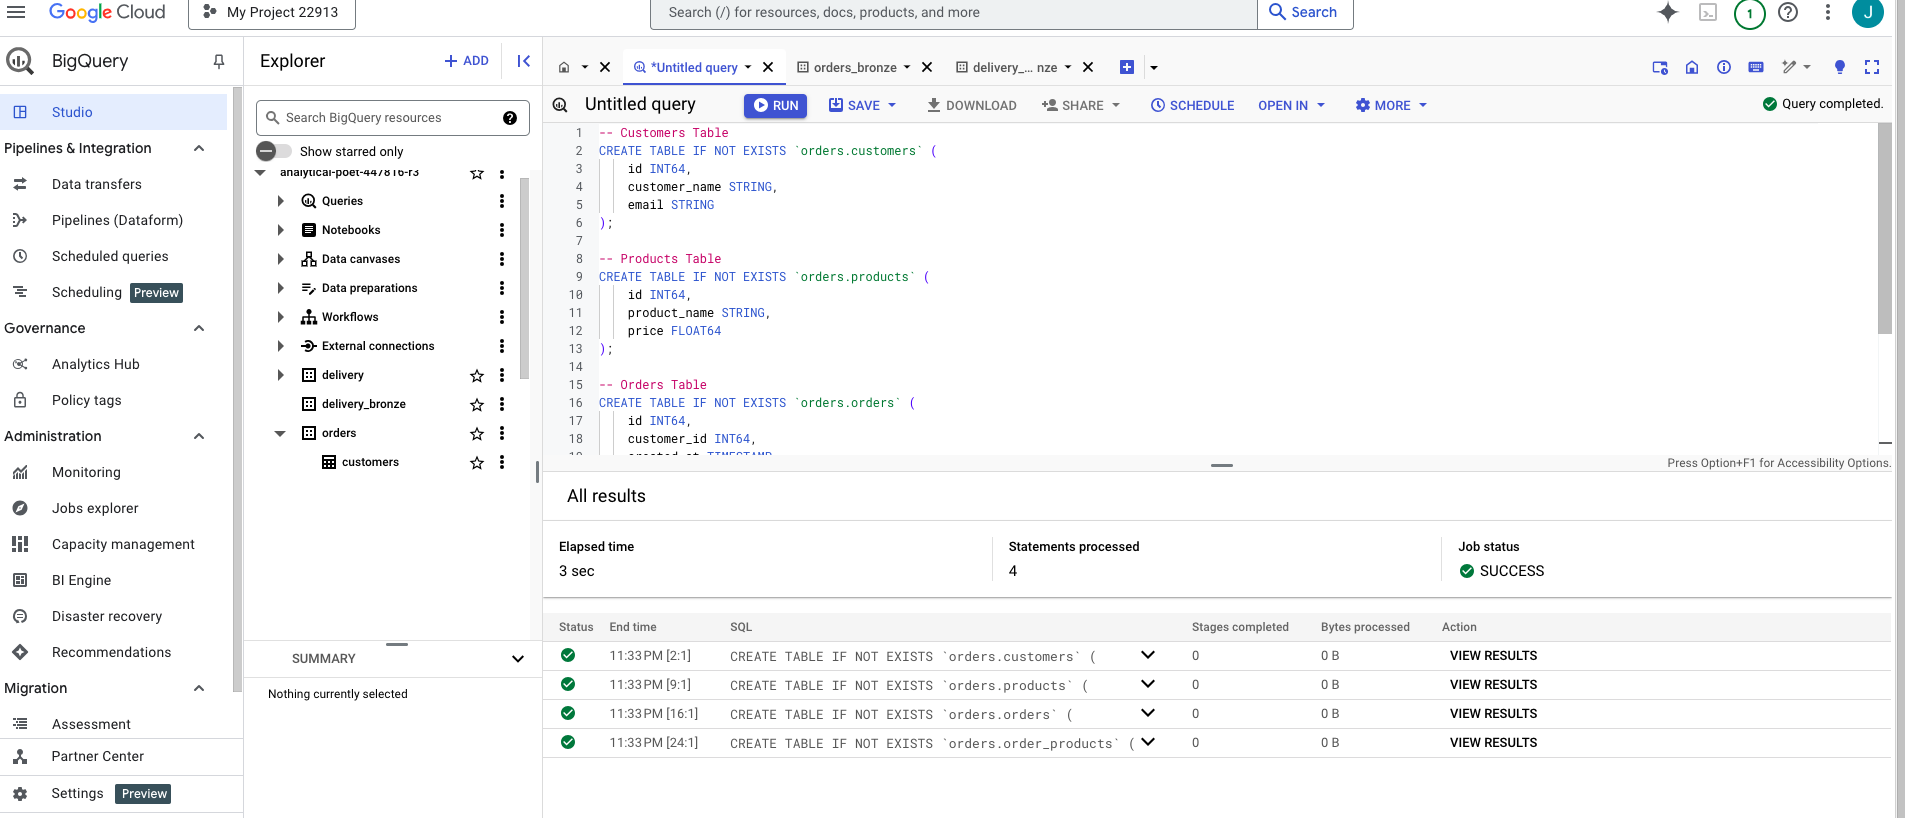 Google Cloud
My Project 22913
Search (/) for resources, docs, products, and more
Search
1
J
BigQuery
Studio
Pipelines & Integration
Data transfers
Pipelines (Dataform)
Scheduled queries
Scheduling Preview
Governance
Analytics Hub
Policy tags
Administration
Monitoring
Jobs explorer
Capacity management
BI Engine
Disaster recovery
Recommendations
Migration
Assessment
Partner Center
Settings Preview
Explorer
+ ADD
Search BigQuery resources
Show starred only
analytical-poet-447816-r3
Queries
Notebooks
Data canvases
Data preparations
Workflows
External connections
delivery
delivery_bronze
orders
customers
SUMMARY
Nothing currently selected
*Untitled query
orders_bronze
delivery_... nze
Untitled query
RUN
SAVE
DOWNLOAD
SHARE
SCHEDULE
OPEN IN
MORE
Query completed.
1 -- Customers Table
2 CREATE TABLE IF NOT EXISTS `orders.customers` (
3 id INT64,
4 customer_name STRING,
5 email STRING
6 );
7
8 -- Products Table
9 CREATE TABLE IF NOT EXISTS `orders.products` (
10 id INT64,
11 product_name STRING,
12 price FLOAT64
13 );
14
15 -- Orders Table
16 CREATE TABLE IF NOT EXISTS `orders.orders` (
17 id INT64,
18 customer_id INT64,
19 created_at TIMESTAMP
Press Option+F1 for Accessibility Options.
All results
Elapsed time
3 sec
Statements processed
4
Job status
SUCCESS
Status End time SQL Stages completed Bytes processed Action
11:33 PM [2:1] CREATE TABLE IF NOT EXISTS `orders.customers` ( 0 0 B VIEW RESULTS
11:33 PM [9:1] CREATE TABLE IF NOT EXISTS `orders.products` ( 0 0 B VIEW RESULTS
11:33 PM [16:1] CREATE TABLE IF NOT EXISTS `orders.orders` ( 0 0 B VIEW RESULTS
11:33 PM [24:1] CREATE TABLE IF NOT EXISTS `orders.order_products` ( 0 0 B VIEW RESULTS